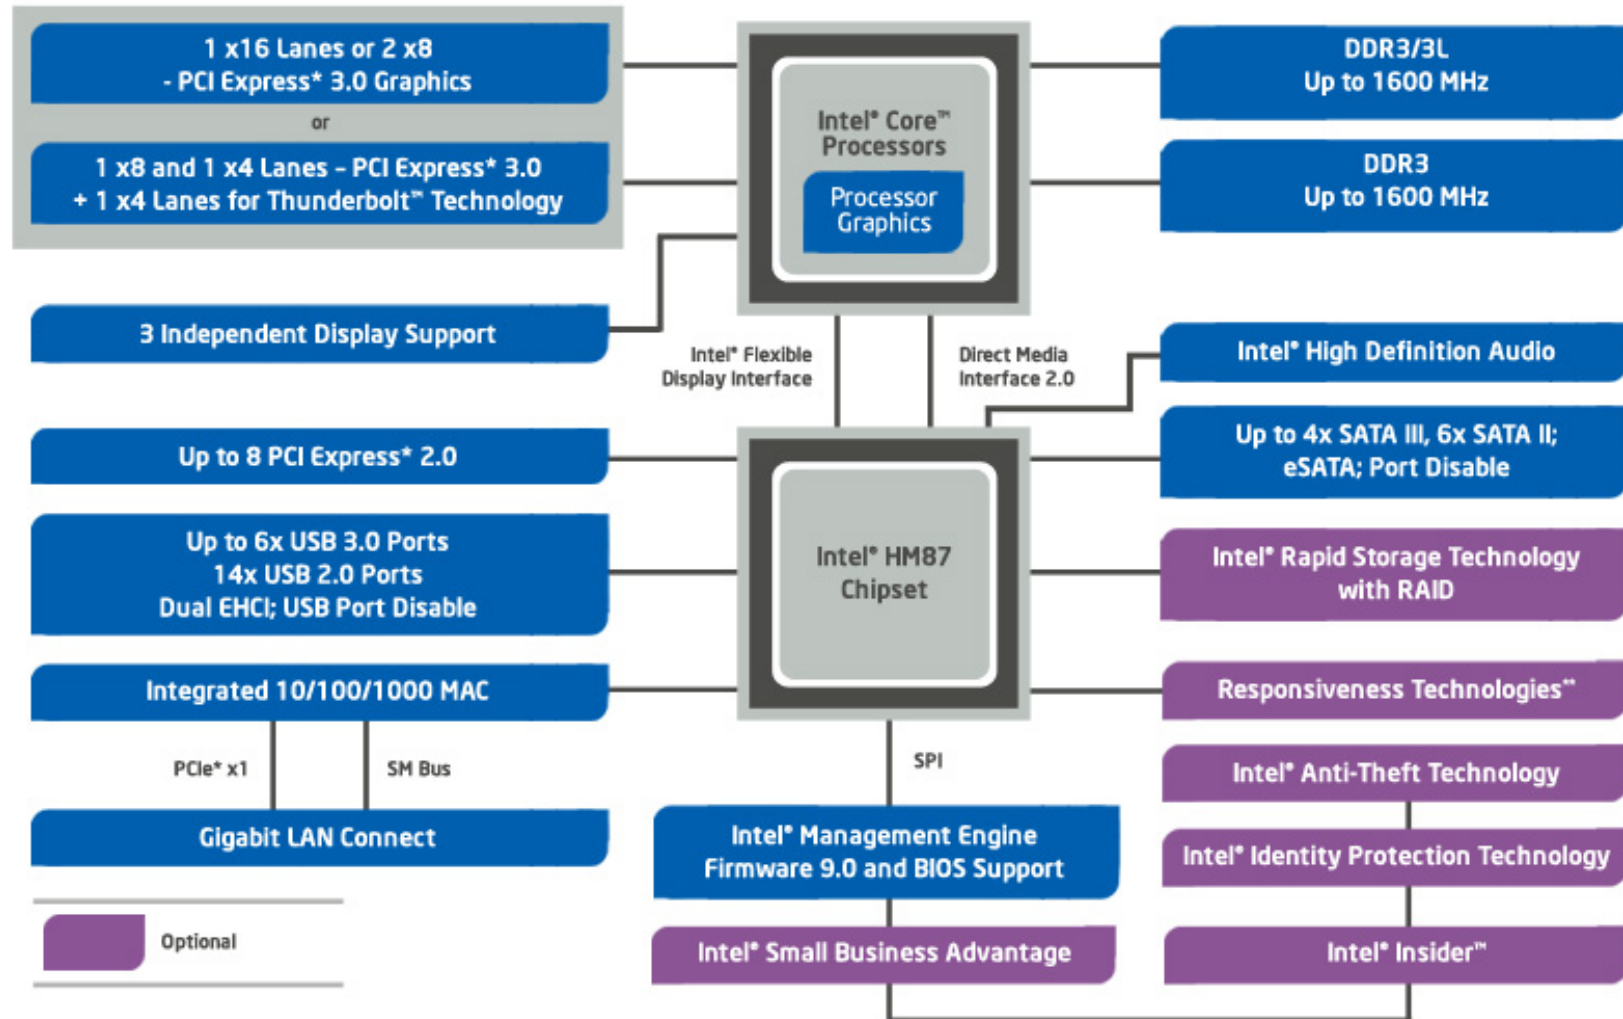 1 x16 Lanes or 2 x8
- PCI Express* 3.0 Graphics
or
1 x8 and 1 x4 Lanes – PCI Express* 3.0
+ 1 x4 Lanes for Thunderbolt™ Technology
3 Independent Display Support
Up to 8 PCI Express* 2.0
Up to 6x USB 3.0 Ports
14x USB 2.0 Ports
Dual EHCI; USB Port Disable
Integrated 10/100/1000 MAC
PCIe* x1
SM Bus
Gigabit LAN Connect
Optional
Intel® Core™
Processors
Processor
Graphics
Intel® Flexible
Display Interface
Direct Media
Interface 2.0
Intel® HM87
Chipset
SPI
Intel® Management Engine
Firmware 9.0 and BIOS Support
Intel® Small Business Advantage
DDR3/3L
Up to 1600 MHz
DDR3
Up to 1600 MHz
Intel® High Definition Audio
Up to 4x SATA III, 6x SATA II;
eSATA; Port Disable
Intel® Rapid Storage Technology
with RAID
Responsiveness Technologies**
Intel® Anti-Theft Technology
Intel® Identity Protection Technology
Intel® Insider™